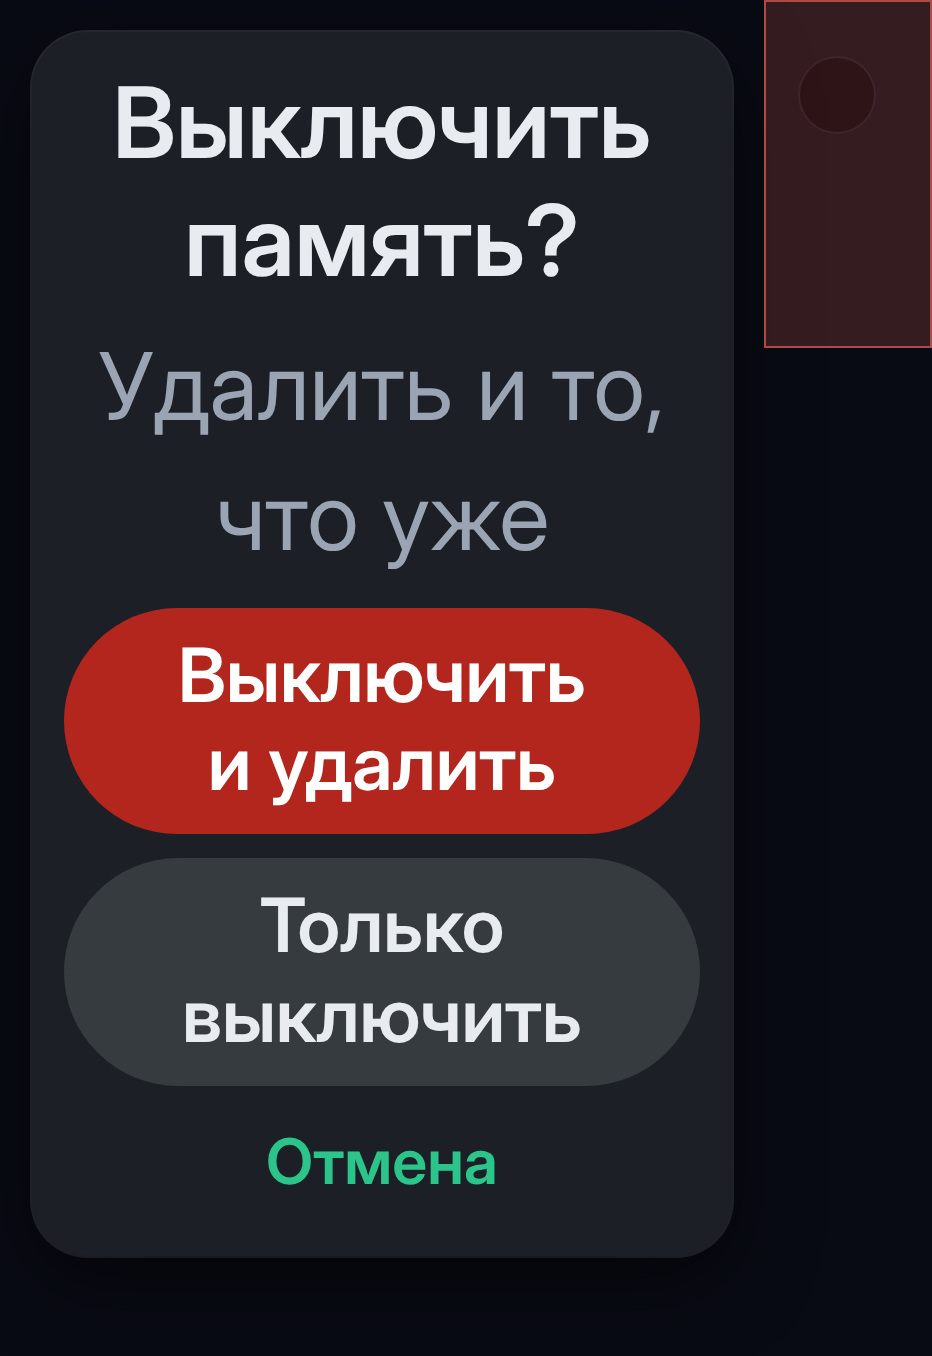 Выключить
память?
Удалить и то,
что уже
Выключить
и удалить
Только
выключить
Отмена